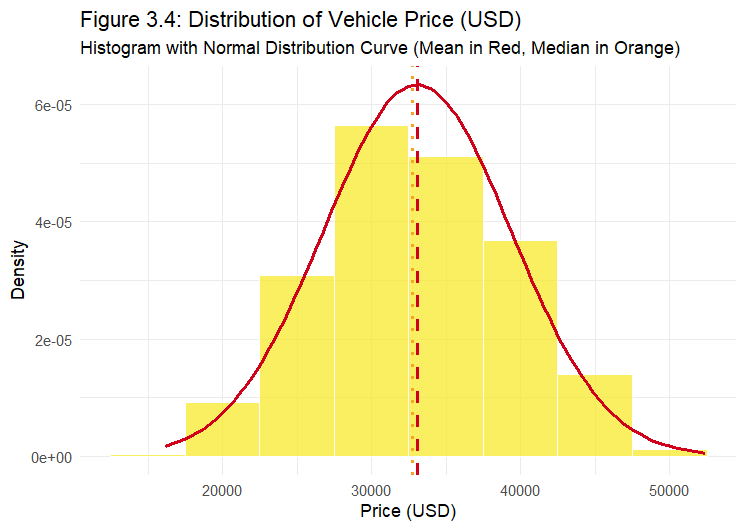 Figure 3.4: Distribution of Vehicle Price (USD)
Histogram with Normal Distribution Curve (Mean in Red, Median in Orange)
6e-05
4e-05
2e-05
0e+00
Density
20000 30000 40000 50000
Price (USD)